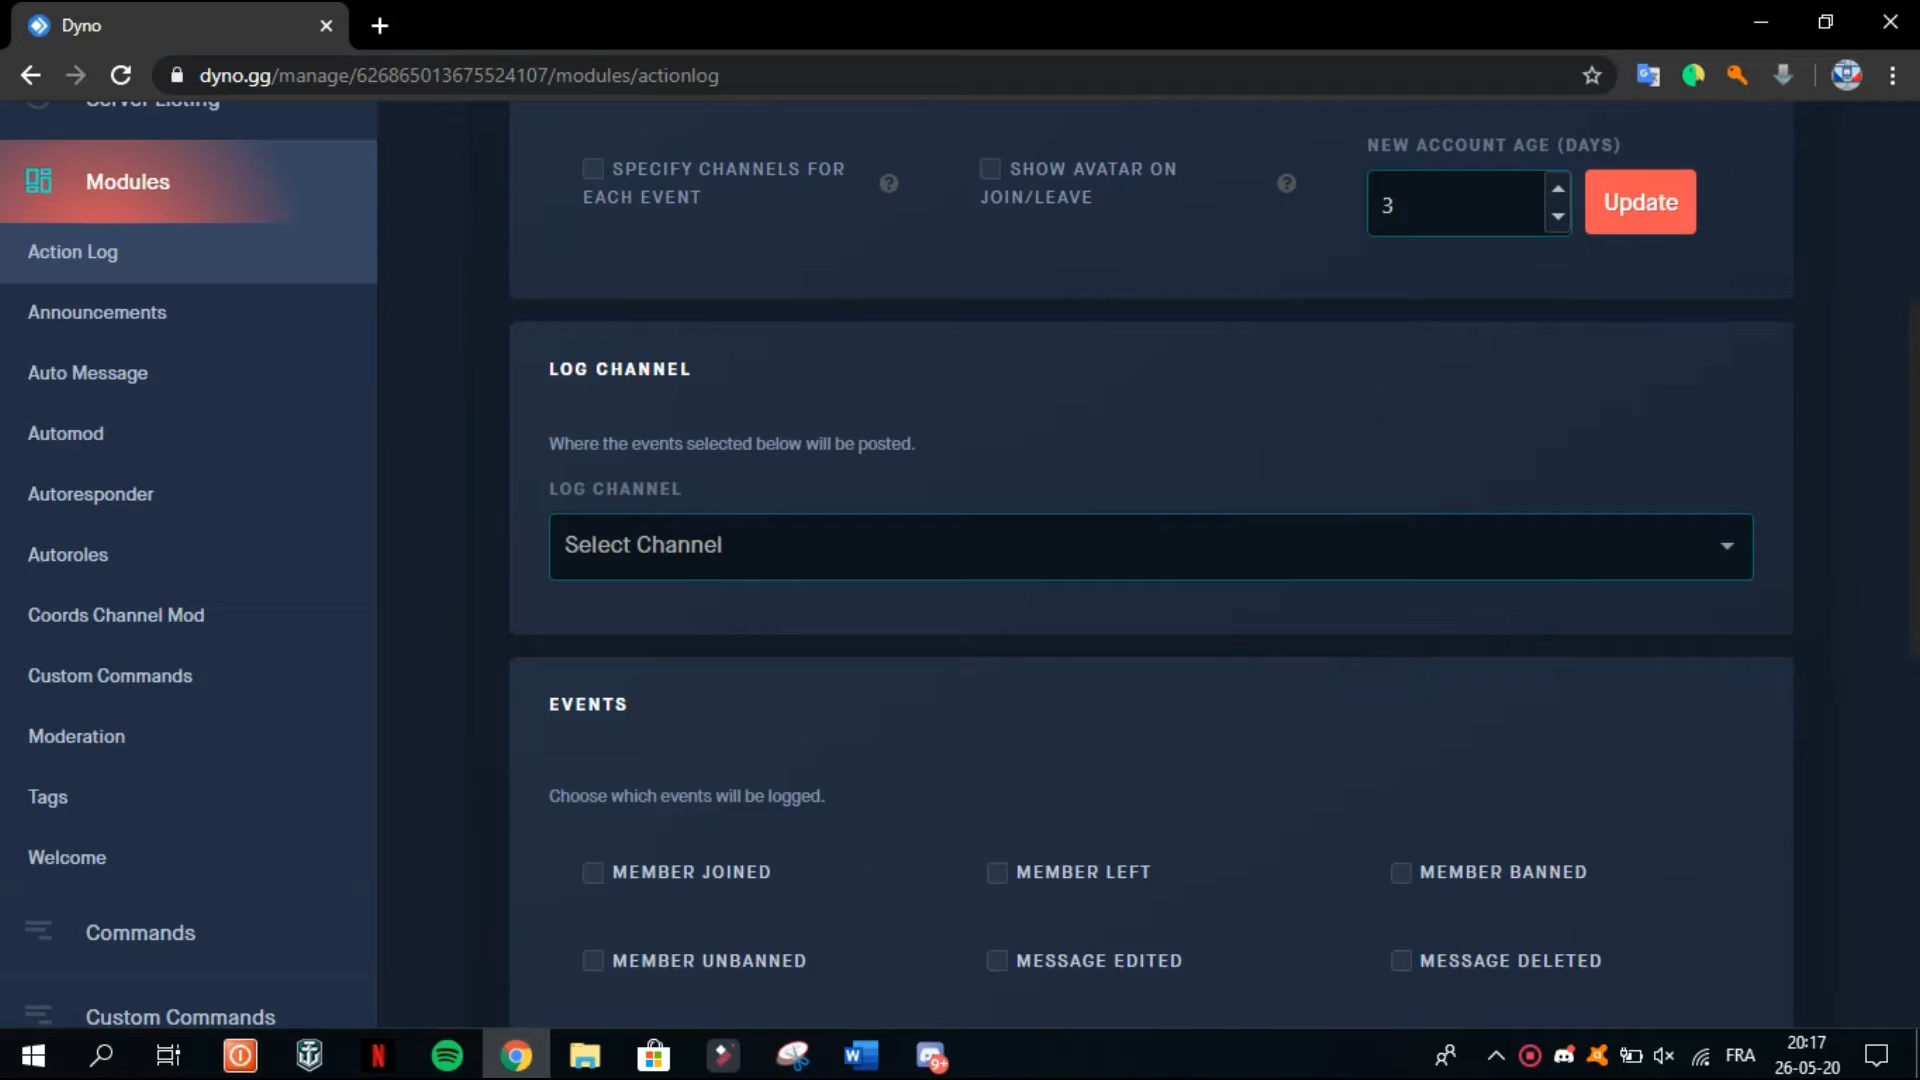 Dyno
dyno.gg/manage/626865013675524107/modules/actionlog
Server Listing
Modules
Action Log
Announcements
Auto Message
Automod
Autoresponder
Autoroles
Coords Channel Mod
Custom Commands
Moderation
Tags
Welcome
Commands
Custom Commands
SPECIFY CHANNELS FOR
EACH EVENT
SHOW AVATAR ON
JOIN/LEAVE
NEW ACCOUNT AGE (DAYS)
3
Update
LOG CHANNEL
Where the events selected below will be posted.
LOG CHANNEL
Select Channel
EVENTS
Choose which events will be logged.
MEMBER JOINED
MEMBER LEFT
MEMBER BANNED
MEMBER UNBANNED
MESSAGE EDITED
MESSAGE DELETED
N
W
9+
FRA
20:17
26-05-20